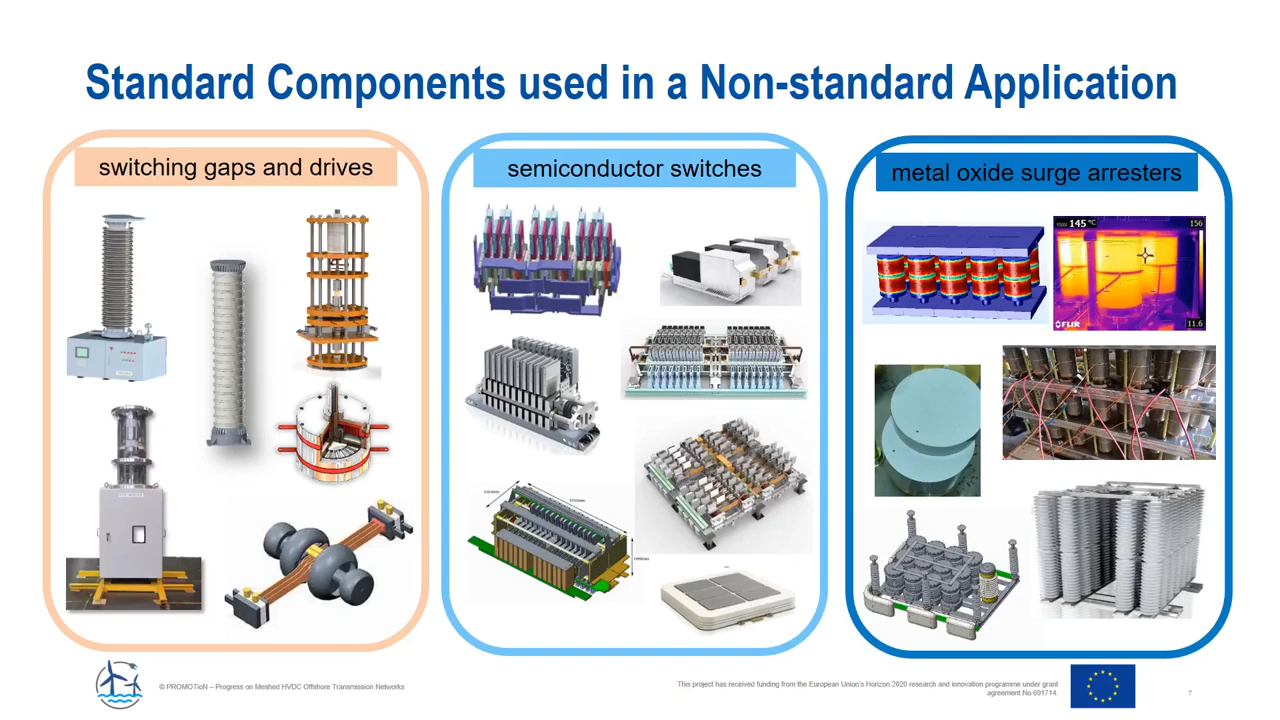 Standard Components used in a Non-standard Application
switching gaps and drives
semiconductor switches
metal oxide surge arresters
max 145 °C
156
11.6
FLIR
© PROMOTioN – Progress on Meshed HVDC Offshore Transmission Networks
This project has received funding from the European Union's Horizon 2020 research and innovation programme under grant
agreement No 691714.
7